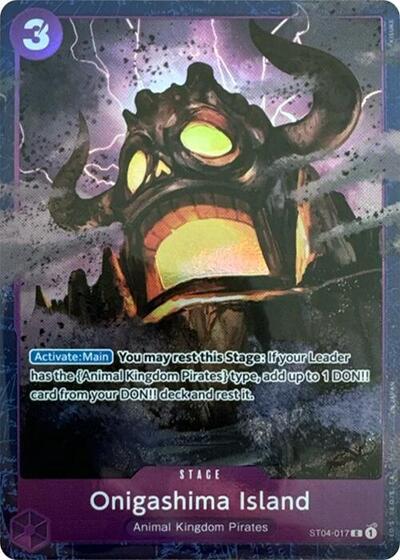 3
Activate:Main You may rest this Stage: If your Leader
has the {Animal Kingdom Pirates} type, add up to 1 DON!!
card from your DON!! deck and rest it.
STAGE
Onigashima Island
Animal Kingdom Pirates
ST04-017 C 1